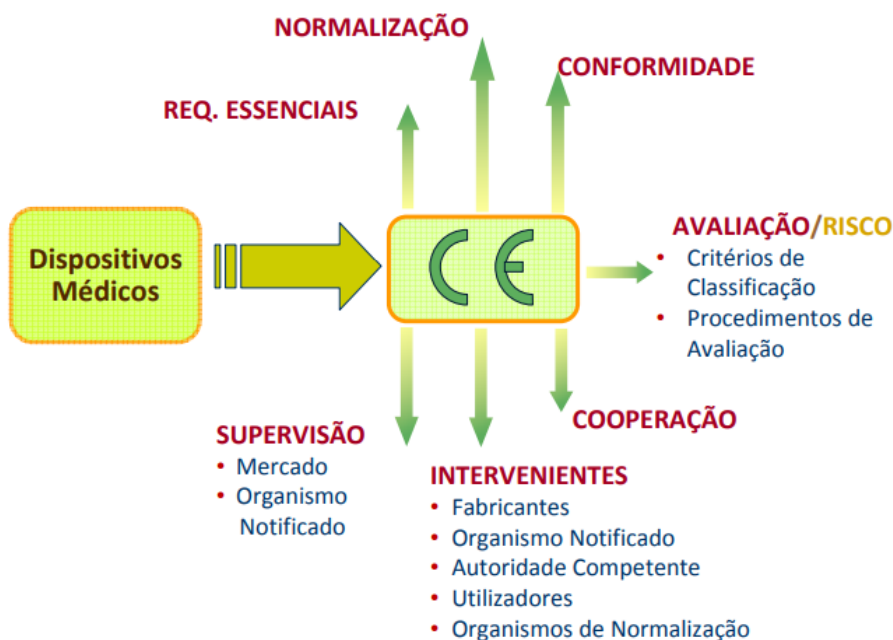 NORMALIZAÇÃO
CONFORMIDADE
REQ. ESSENCIAIS
Dispositivos
Médicos
CE
AVALIAÇÃO/RISCO
• Critérios de
Classificação
• Procedimentos de
Avaliação
COOPERAÇÃO
SUPERVISÃO
• Mercado
• Organismo
Notificado
INTERVENIENTES
• Fabricantes
• Organismo Notificado
• Autoridade Competente
• Utilizadores
• Organismos de Normalização